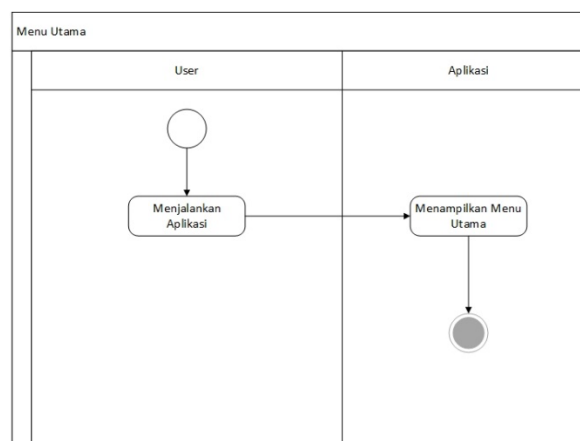 Menu Utama
User
Aplikasi
Menjalankan
Aplikasi
Menampilkan Menu
Utama